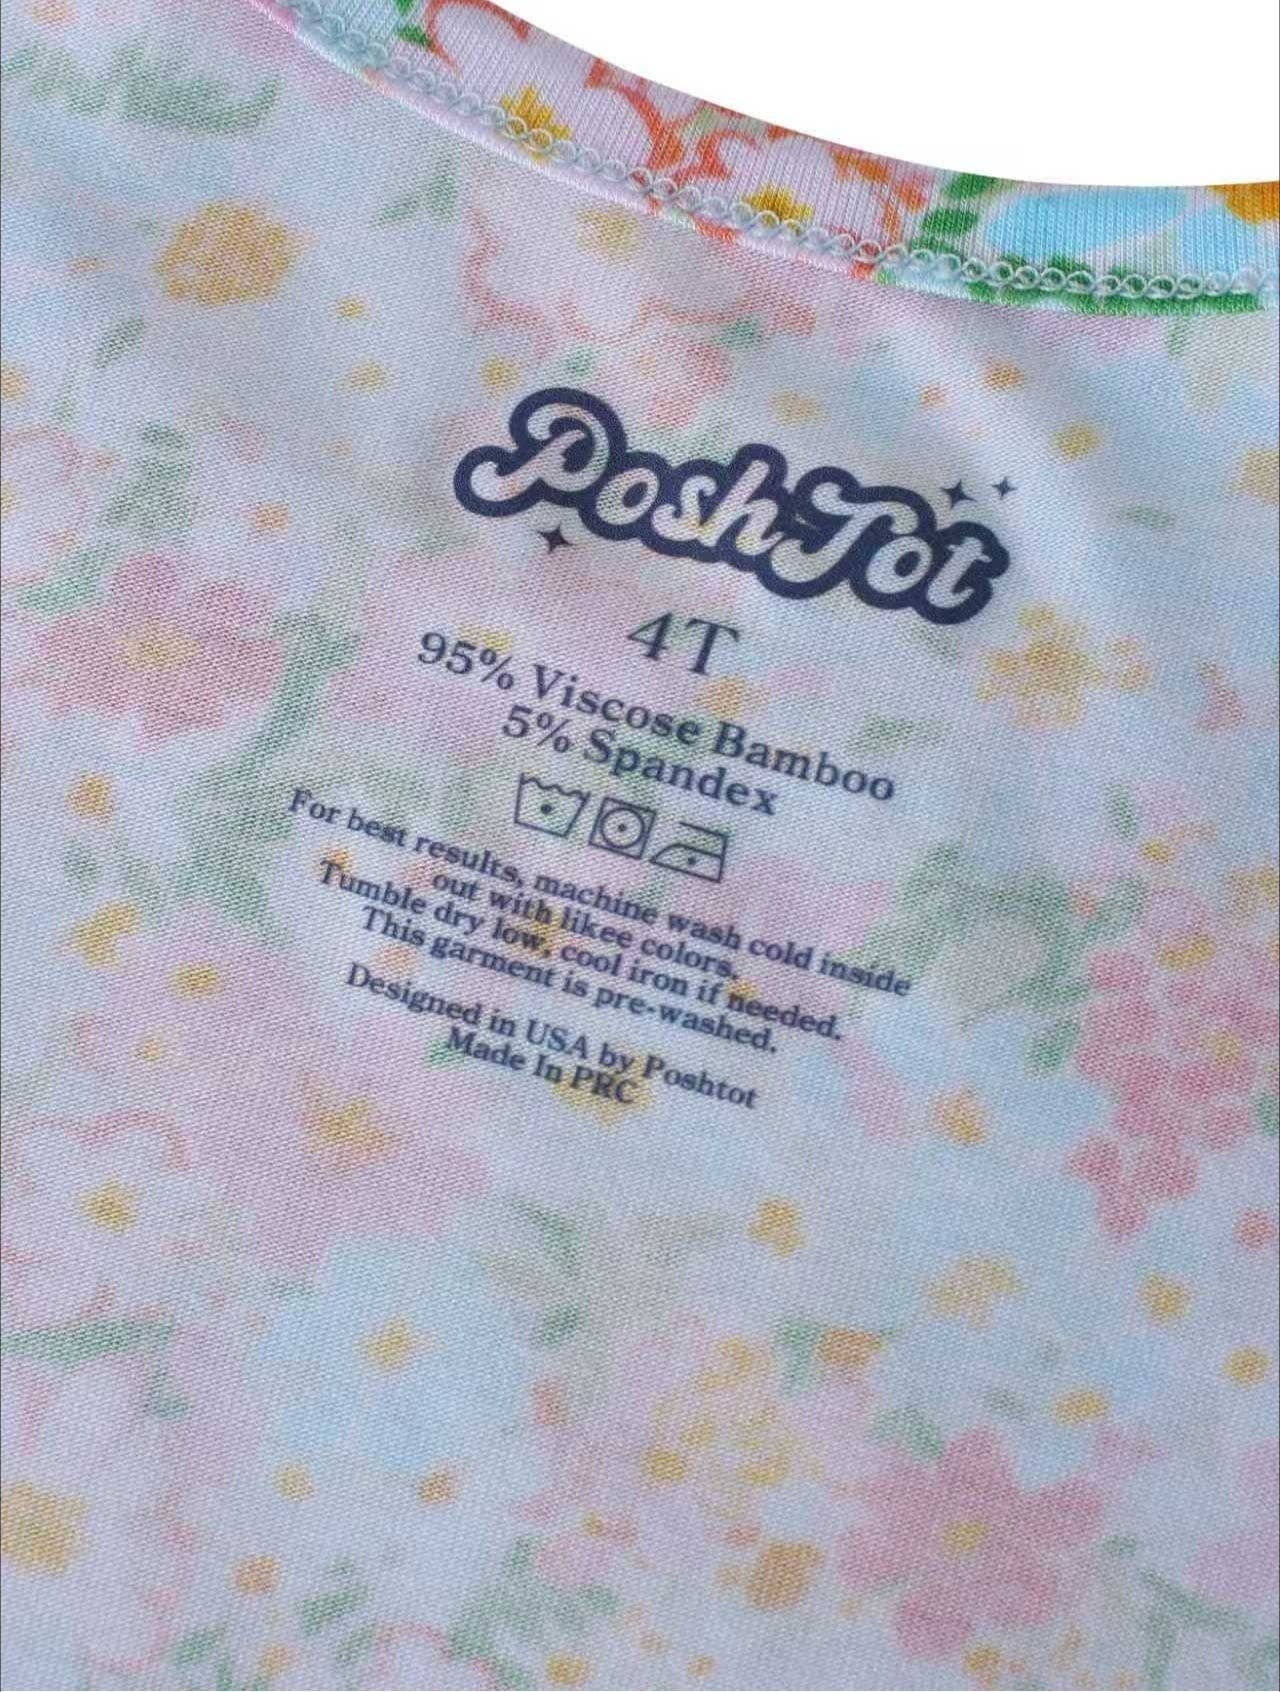 PoshTot
4T
95% Viscose Bamboo
5% Spandex
For best results, machine wash cold inside
out with likee colors.
Tumble dry low, cool iron if needed.
This garment is pre-washed.
Designed in USA by Poshtot
Made In PRC